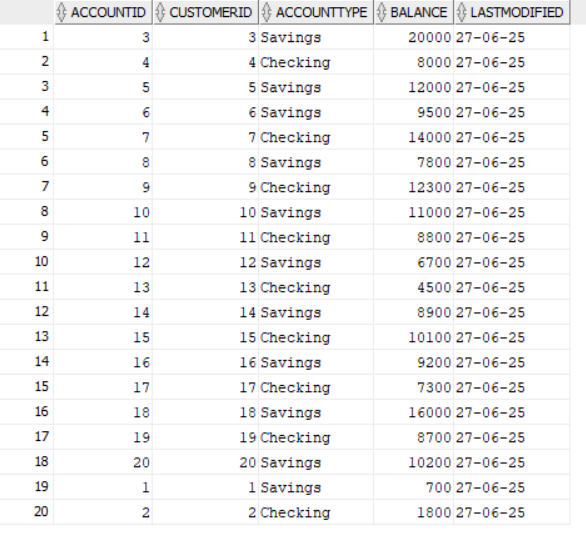 ACCOUNTID CUSTOMERID ACCOUNTTYPE BALANCE LASTMODIFIED
1 3 3 Savings 20000 27-06-25
2 4 4 Checking 8000 27-06-25
3 5 5 Savings 12000 27-06-25
4 6 6 Savings 9500 27-06-25
5 7 7 Checking 14000 27-06-25
6 8 8 Savings 7800 27-06-25
7 9 9 Checking 12300 27-06-25
8 10 10 Savings 11000 27-06-25
9 11 11 Checking 8800 27-06-25
10 12 12 Savings 6700 27-06-25
11 13 13 Checking 4500 27-06-25
12 14 14 Savings 8900 27-06-25
13 15 15 Checking 10100 27-06-25
14 16 16 Savings 9200 27-06-25
15 17 17 Checking 7300 27-06-25
16 18 18 Savings 16000 27-06-25
17 19 19 Checking 8700 27-06-25
18 20 20 Savings 10200 27-06-25
19 1 1 Savings 700 27-06-25
20 2 2 Checking 1800 27-06-25